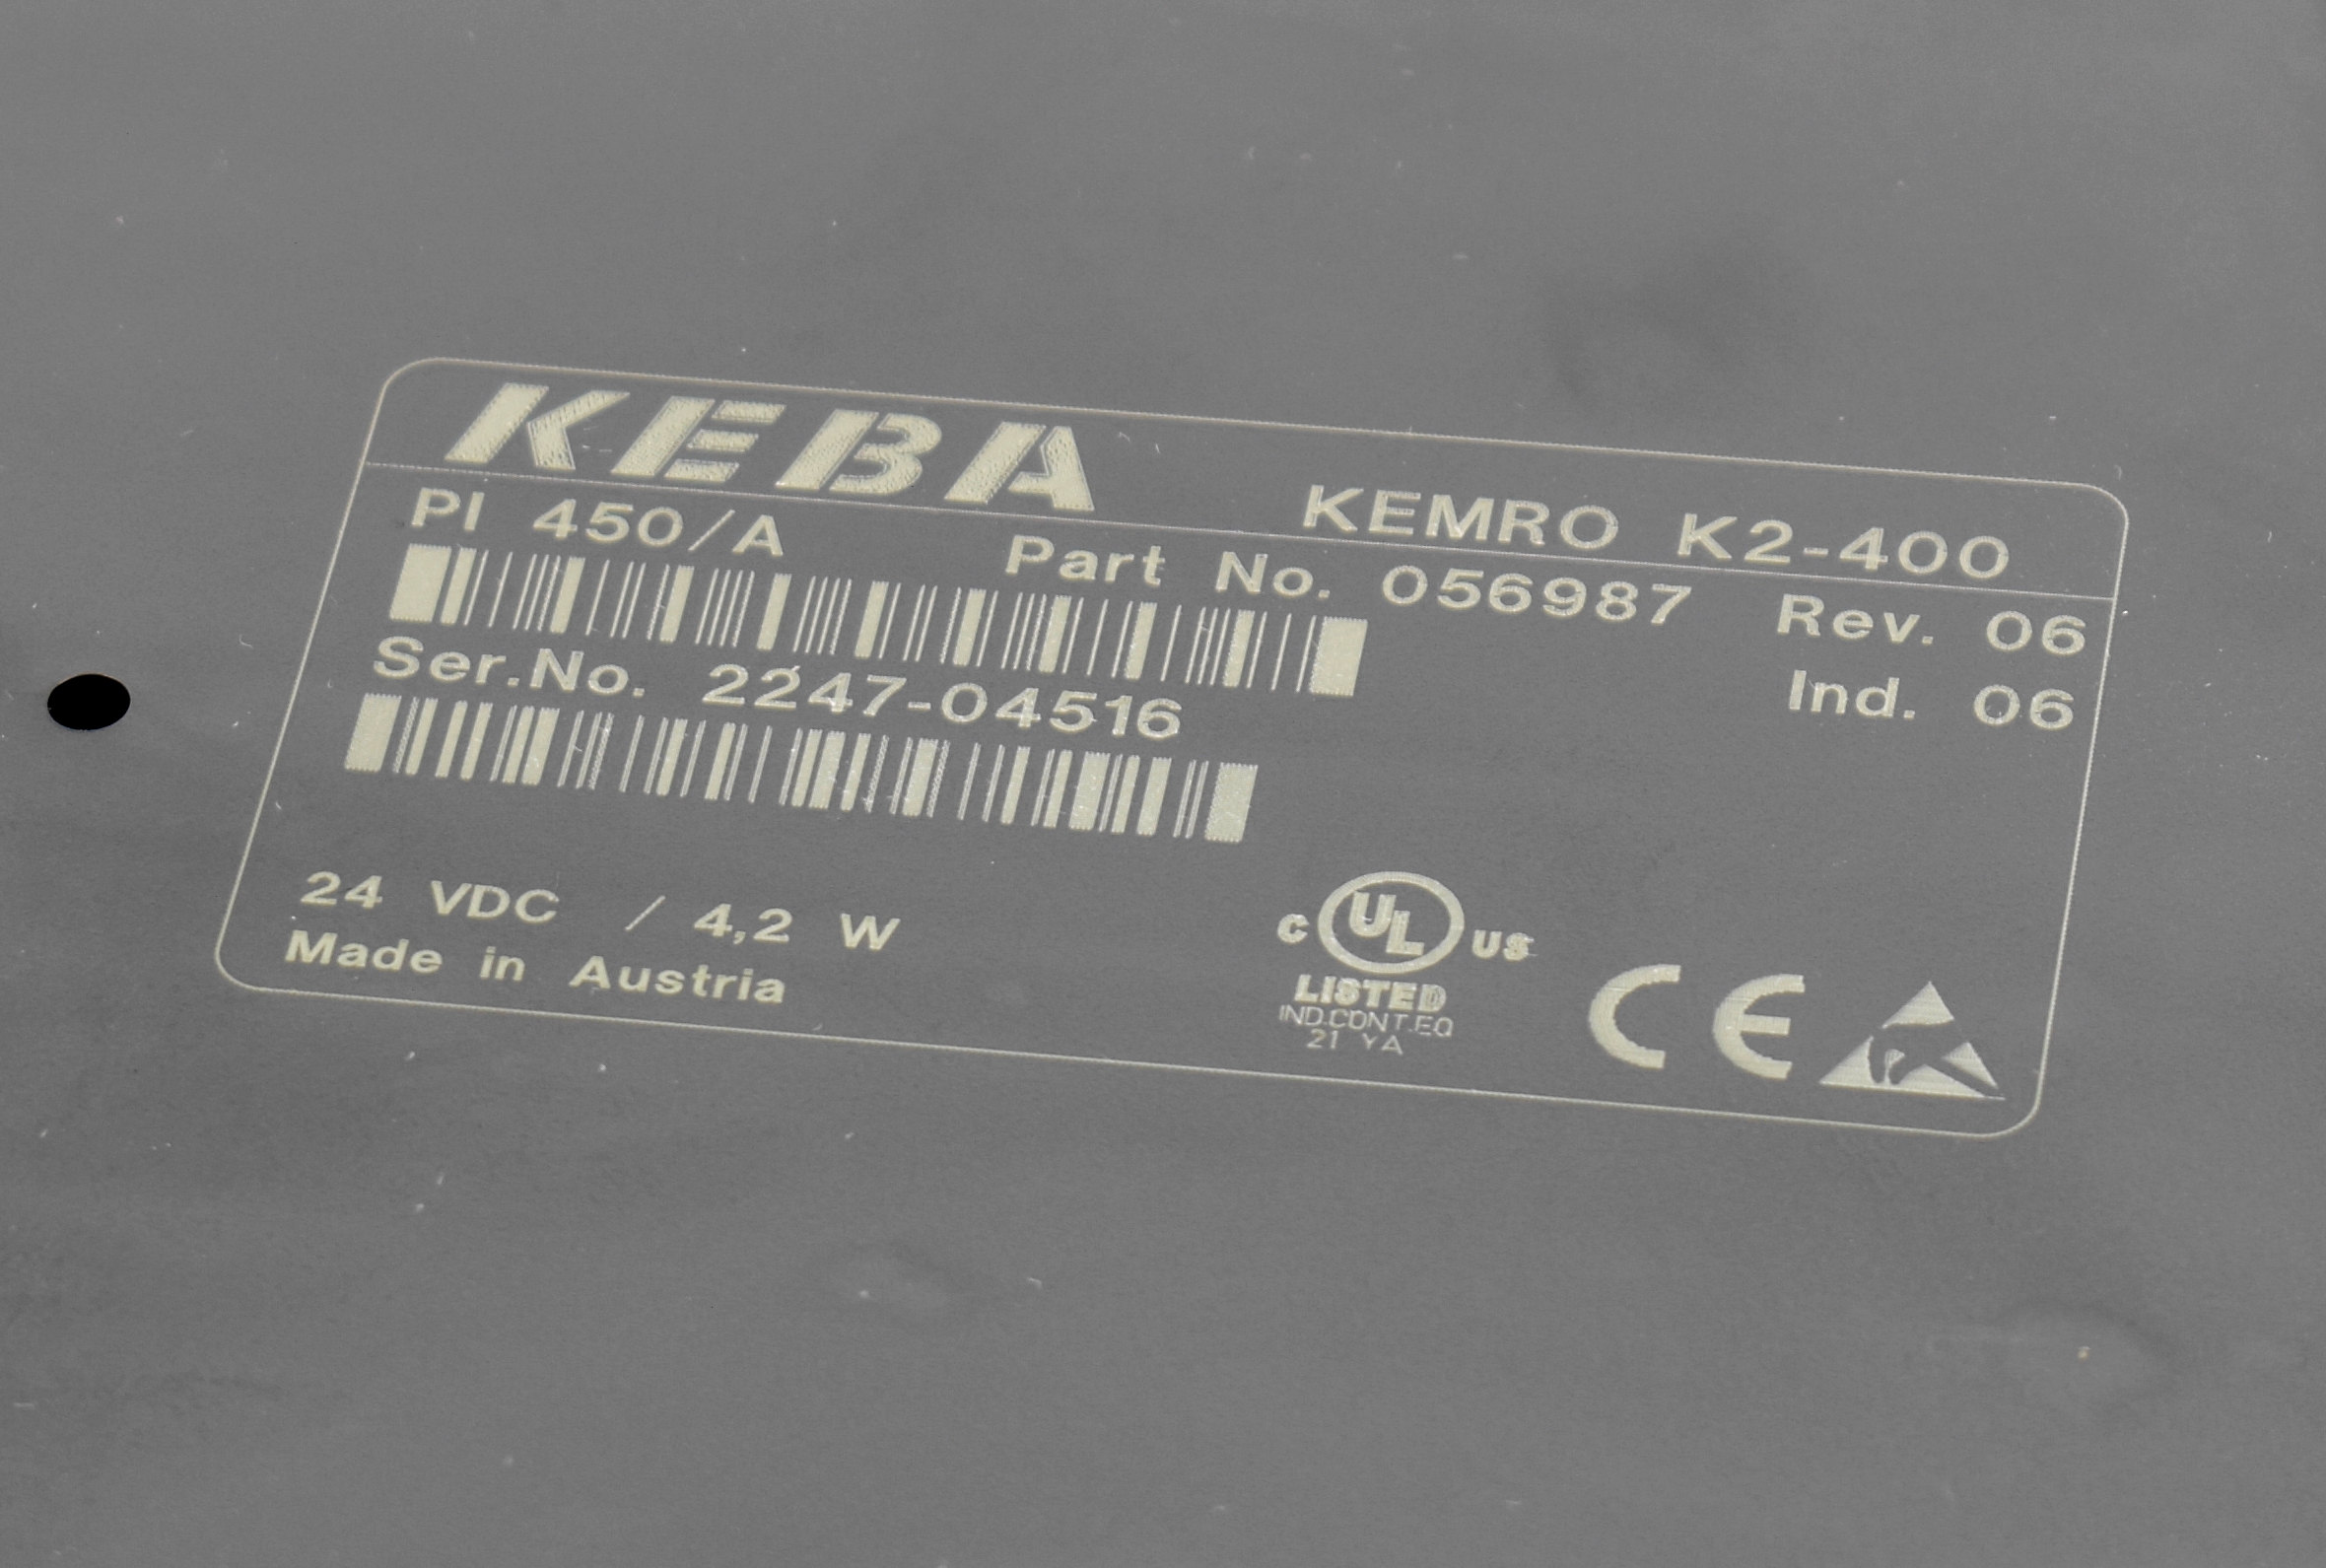 KEBA KEMRO K2-400
PI 450/A Part No. 056987 Rev. 06
Ser.No. 2247-04516 Ind. 06
24 VDC / 4,2 W
Made in Austria
C UL US
LISTED
IND.CONT.EQ
21 YA
CE